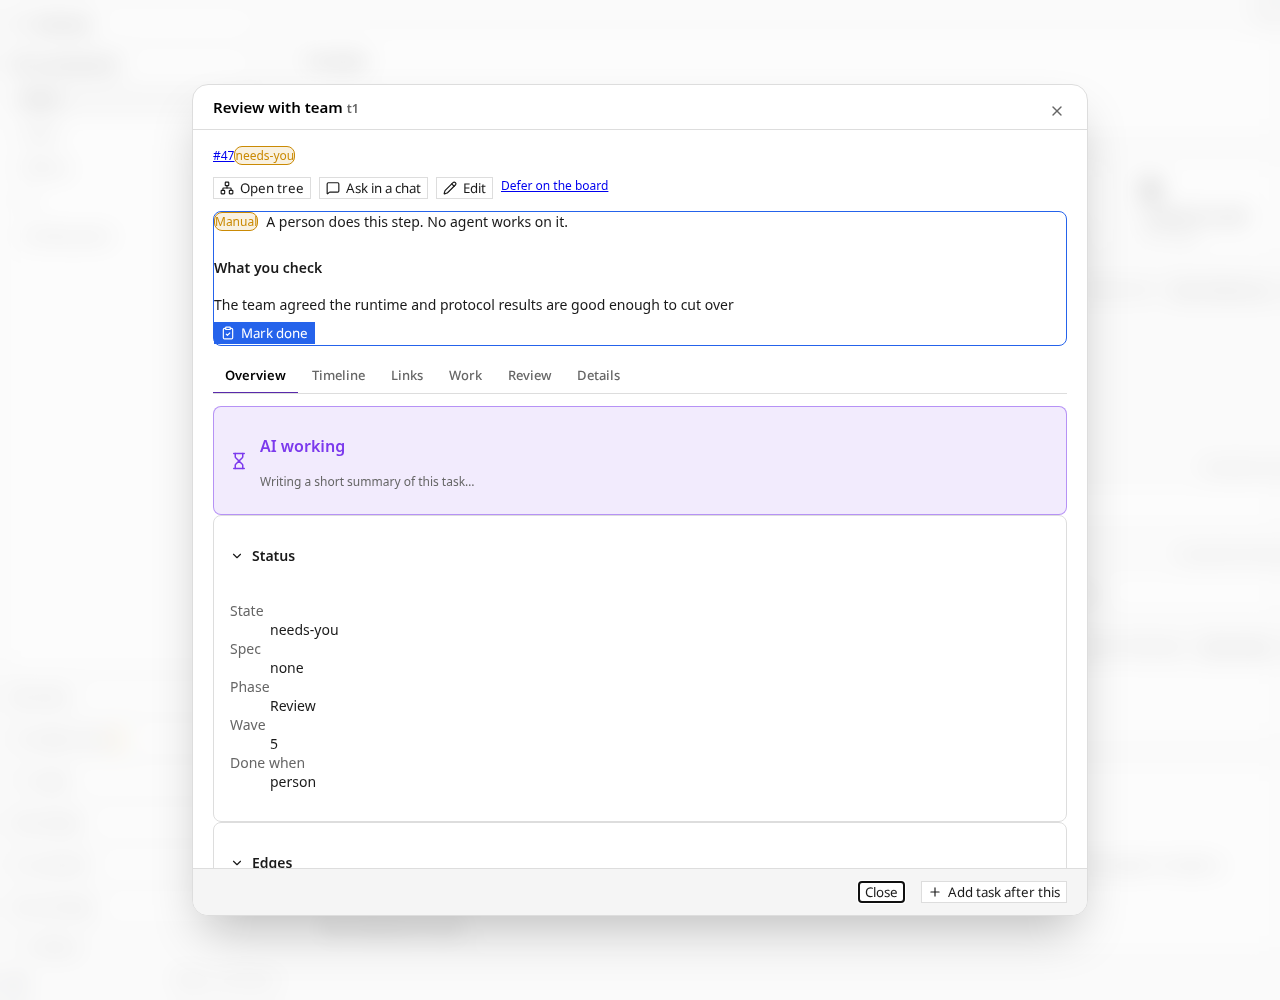 Review with team t1
#47 needs-you
Open tree Ask in a chat Edit Defer on the board
Manual A person does this step. No agent works on it.
What you check
The team agreed the runtime and protocol results are good enough to cut over
Mark done
Overview Timeline Links Work Review Details
AI working
Writing a short summary of this task...
Status
State
needs-you
Spec
none
Phase
Review
Wave
5
Done when
person
Edges
Close Add task after this